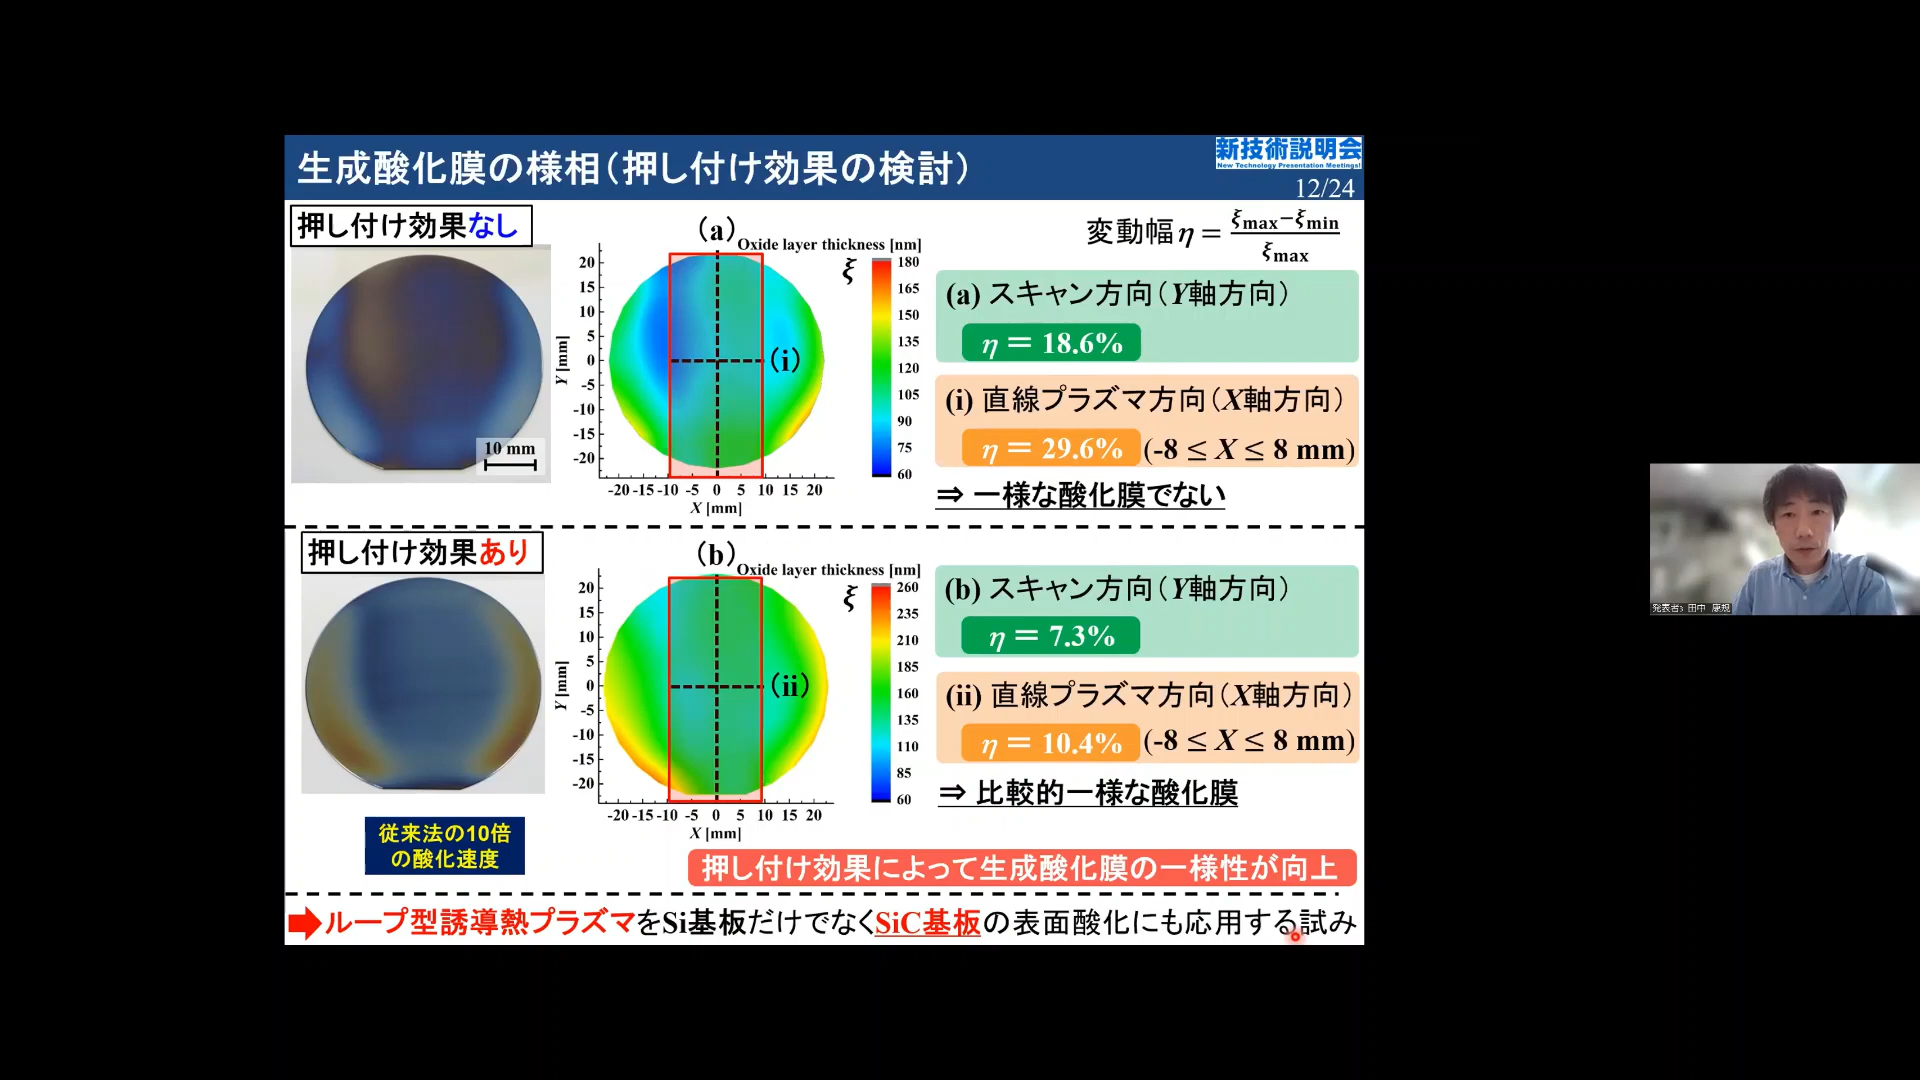 生成酸化膜の様相（押し付け効果の検討）
新技術説明会
New Technology Presentation Meetings!
12/24
押し付け効果なし
10 mm
(a)
Oxide layer thickness [nm]
ξ
180
165
150
135
120
105
90
75
60
20
15
10
5
0
-5
-10
-15
-20
Y [mm]
(i)
-20 -15 -10 -5 0 5 10 15 20
X [mm]
変動幅η = (ξmax−ξmin)/ξmax
(a) スキャン方向（Y軸方向）
η = 18.6%
(i) 直線プラズマ方向（X軸方向）
η = 29.6% (-8 ≤ X ≤ 8 mm)
⇒ 一様な酸化膜でない
押し付け効果あり
(b)
Oxide layer thickness [nm]
ξ
260
235
210
185
160
135
110
85
60
20
15
10
5
0
-5
-10
-15
-20
Y [mm]
(ii)
-20 -15 -10 -5 0 5 10 15 20
X [mm]
(b) スキャン方向（Y軸方向）
η = 7.3%
(ii) 直線プラズマ方向（X軸方向）
η = 10.4% (-8 ≤ X ≤ 8 mm)
⇒ 比較的一様な酸化膜
従来法の10倍
の酸化速度
押し付け効果によって生成酸化膜の一様性が向上
ループ型誘導熱プラズマをSi基板だけでなくSiC基板の表面酸化にも応用する試み
発表者3 田中 康規